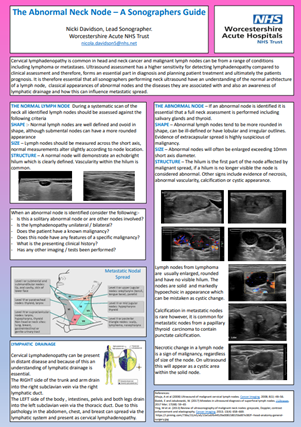 The Abnormal Neck Node – A Sonographers Guide
Nicki Davidson, Lead Sonographer.
Worcestershire Acute NHS Trust
NHS
Worcestershire
Acute Hospitals
NHS Trust
Cervical lymphadenopathy is common in head and neck cancer and malignant lymph nodes can be from a range of conditions
including lymphoma or metastases. Ultrasound assessment has a higher sensitivity for detecting lymphadenopathy compared to
clinical assessment and therefore, forms an essential part in diagnosis and planning patient treatment and ultimately the patients
prognosis. It is therefore essential that all sonographers performing neck ultrasound have an understanding of the normal architecture
of a lymph node, classical appearances of abnormal nodes and the diseases they are associated with and also an awareness of
lymphatic drainage and how this can influence metastatic spread.
THE NORMAL LYMPH NODE During a systematic scan of the
neck all identified lymph nodes should be assessed against the
following criteria
SHAPE – Normal lymph nodes are well defined and ovoid in
shape, although submental nodes can have a more rounded
appearance
SIZE – Lymph nodes should be measured across the short axis,
normal measurements alter slightly according to node location.
STRUCTURE – A normal node will demonstrate an echobright
hilum which is clearly defined. Vascularity within the hilum is
common.
When an abnormal node is identified consider the following:-
- Is this a solitary abnormal node or are other nodes involved?
- Is the lymphadenopathy unilateral / bilateral?
- Does the patient have a known malignancy?
- Does this node have any features of a specific malignancy?
- What is the presenting clinical history?
- Has any other imaging / tests been performed?
Metastatic Nodal
Spread
LYMPHATIC DRAINAGE
Cervical lymphadenopathy can be present
in distant disease and because of this an
understanding of lymphatic drainage is
essential.
The RIGHT side of the trunk and arm drain
into the right subclavian vein via the right
lymphatic duct.
The LEFT side of the body, intestines, pelvis and both legs drain
into the left subclavian vein via the thoracic duct. Due to this
pathology in the abdomen, chest, and breast can spread via the
lymphatic system and present as cervical lymphadenopathy.
THE ABNORMAL NODE – If an abnormal node is identified it is
essential that a full neck assessment is performed including
salivary glands and thyroid.
SHAPE – Abnormal lymph nodes tend to be more rounded in
shape, can be ill-defined or have lobular and irregular outlines.
Evidence of extracapsular spread is highly suspicious of
malignancy.
SIZE – Abnormal nodes will often be enlarged exceeding 10mm
short axis diameter.
STRUCTURE – The hilum is the first part of the node affected by
malignant spread, if a hilum is no longer visible the node is
considered abnormal. Other signs include evidence of necrosis,
abnormal vascularity, calcification or cystic appearance.
Lymph nodes from Lymphoma
are usually enlarged, rounded
and have no visible hilum. The
nodes are solid and markedly
hypoechoic in appearance which
can be mistaken as cystic change.
Calcification in metastatic nodes
is rare however, it is common for
metastatic nodes from a papillary
thyroid carcinoma to contain
punctate calcification.
Necrotic change in a lymph node
is a sign of malignancy, regardless
of size of the node. On ultrasound
this will appear as a cystic area
within the solid node.
References: